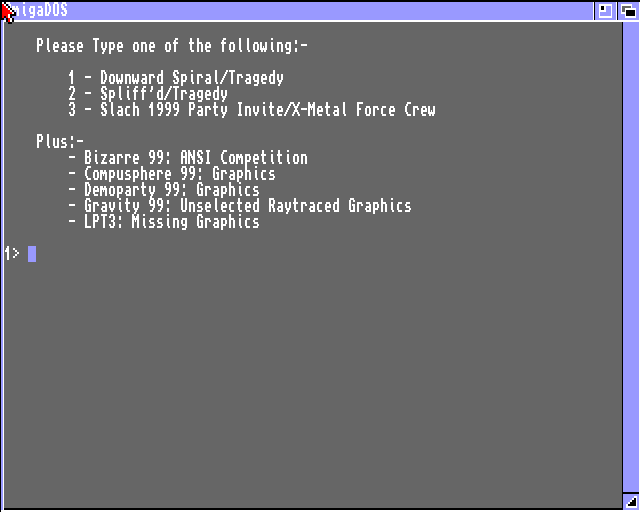 migaDOS
Please Type one of the following:-
1 - Downward Spiral/Tragedy
2 - Spliff'd/Tragedy
3 - Slach 1999 Party Invite/X-Metal Force Crew
Plus:-
- Bizarre 99: ANSI Competition
- Compusphere 99: Graphics
- Demoparty 99: Graphics
- Gravity 99: Unselected Raytraced Graphics
- LPT3: Missing Graphics
1>